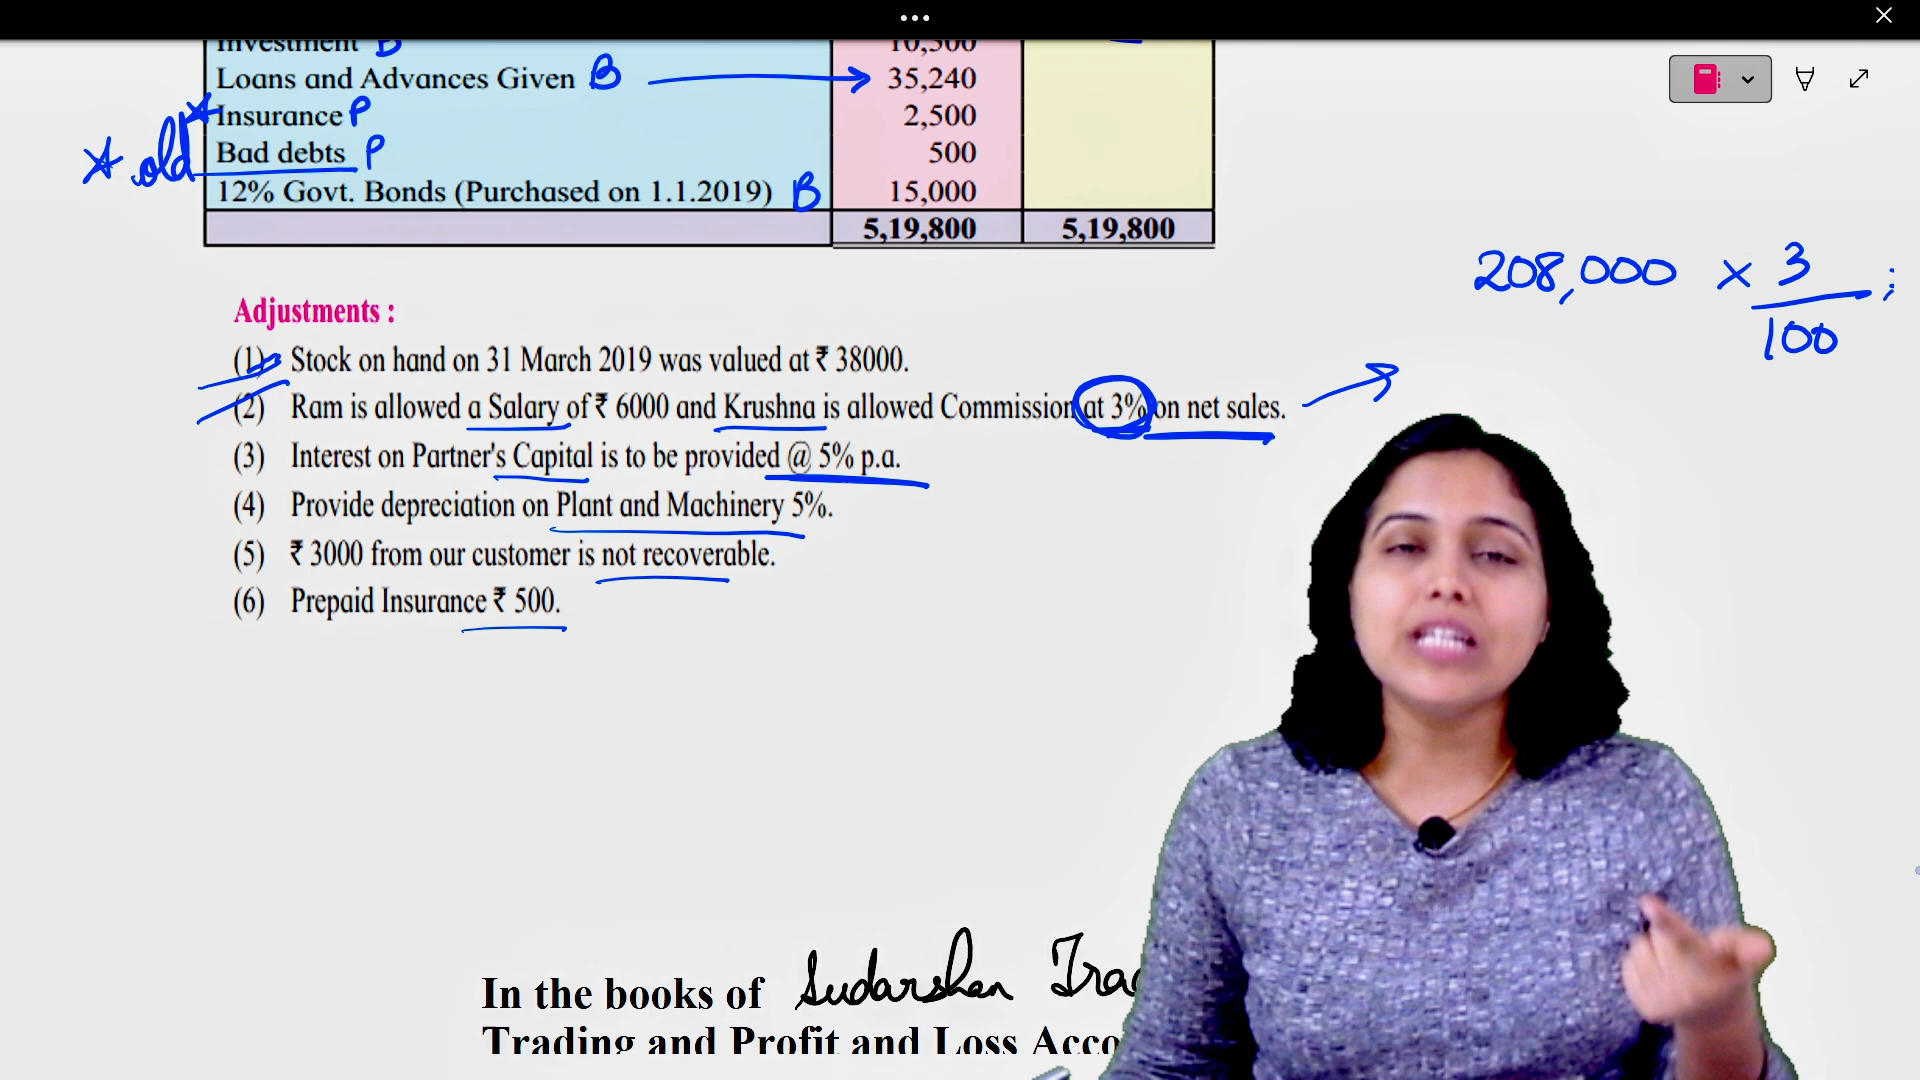 Investment B 10,500
Loans and Advances Given B → 35,240
Insurance P 2,500
* old * Bad debts P 500
12% Govt. Bonds (Purchased on 1.1.2019) B 15,000
5,19,800 5,19,800
208,000 × 3/100 ;
Adjustments :
(1) Stock on hand on 31 March 2019 was valued at ₹ 38000.
(2) Ram is allowed a Salary of ₹ 6000 and Krushna is allowed Commission at 3% on net sales.
(3) Interest on Partner's Capital is to be provided @ 5% p.a.
(4) Provide depreciation on Plant and Machinery 5%.
(5) ₹ 3000 from our customer is not recoverable.
(6) Prepaid Insurance ₹ 500.
In the books of Sudarshan
Trading and Profit and Loss